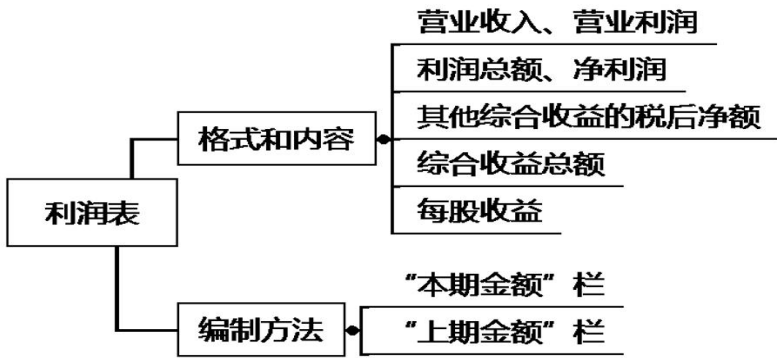 营业收入、营业利润
利润总额、净利润
其他综合收益的税后净额
格式和内容
综合收益总额
利润表
每股收益
“本期金额”栏
编制方法
“上期金额”栏